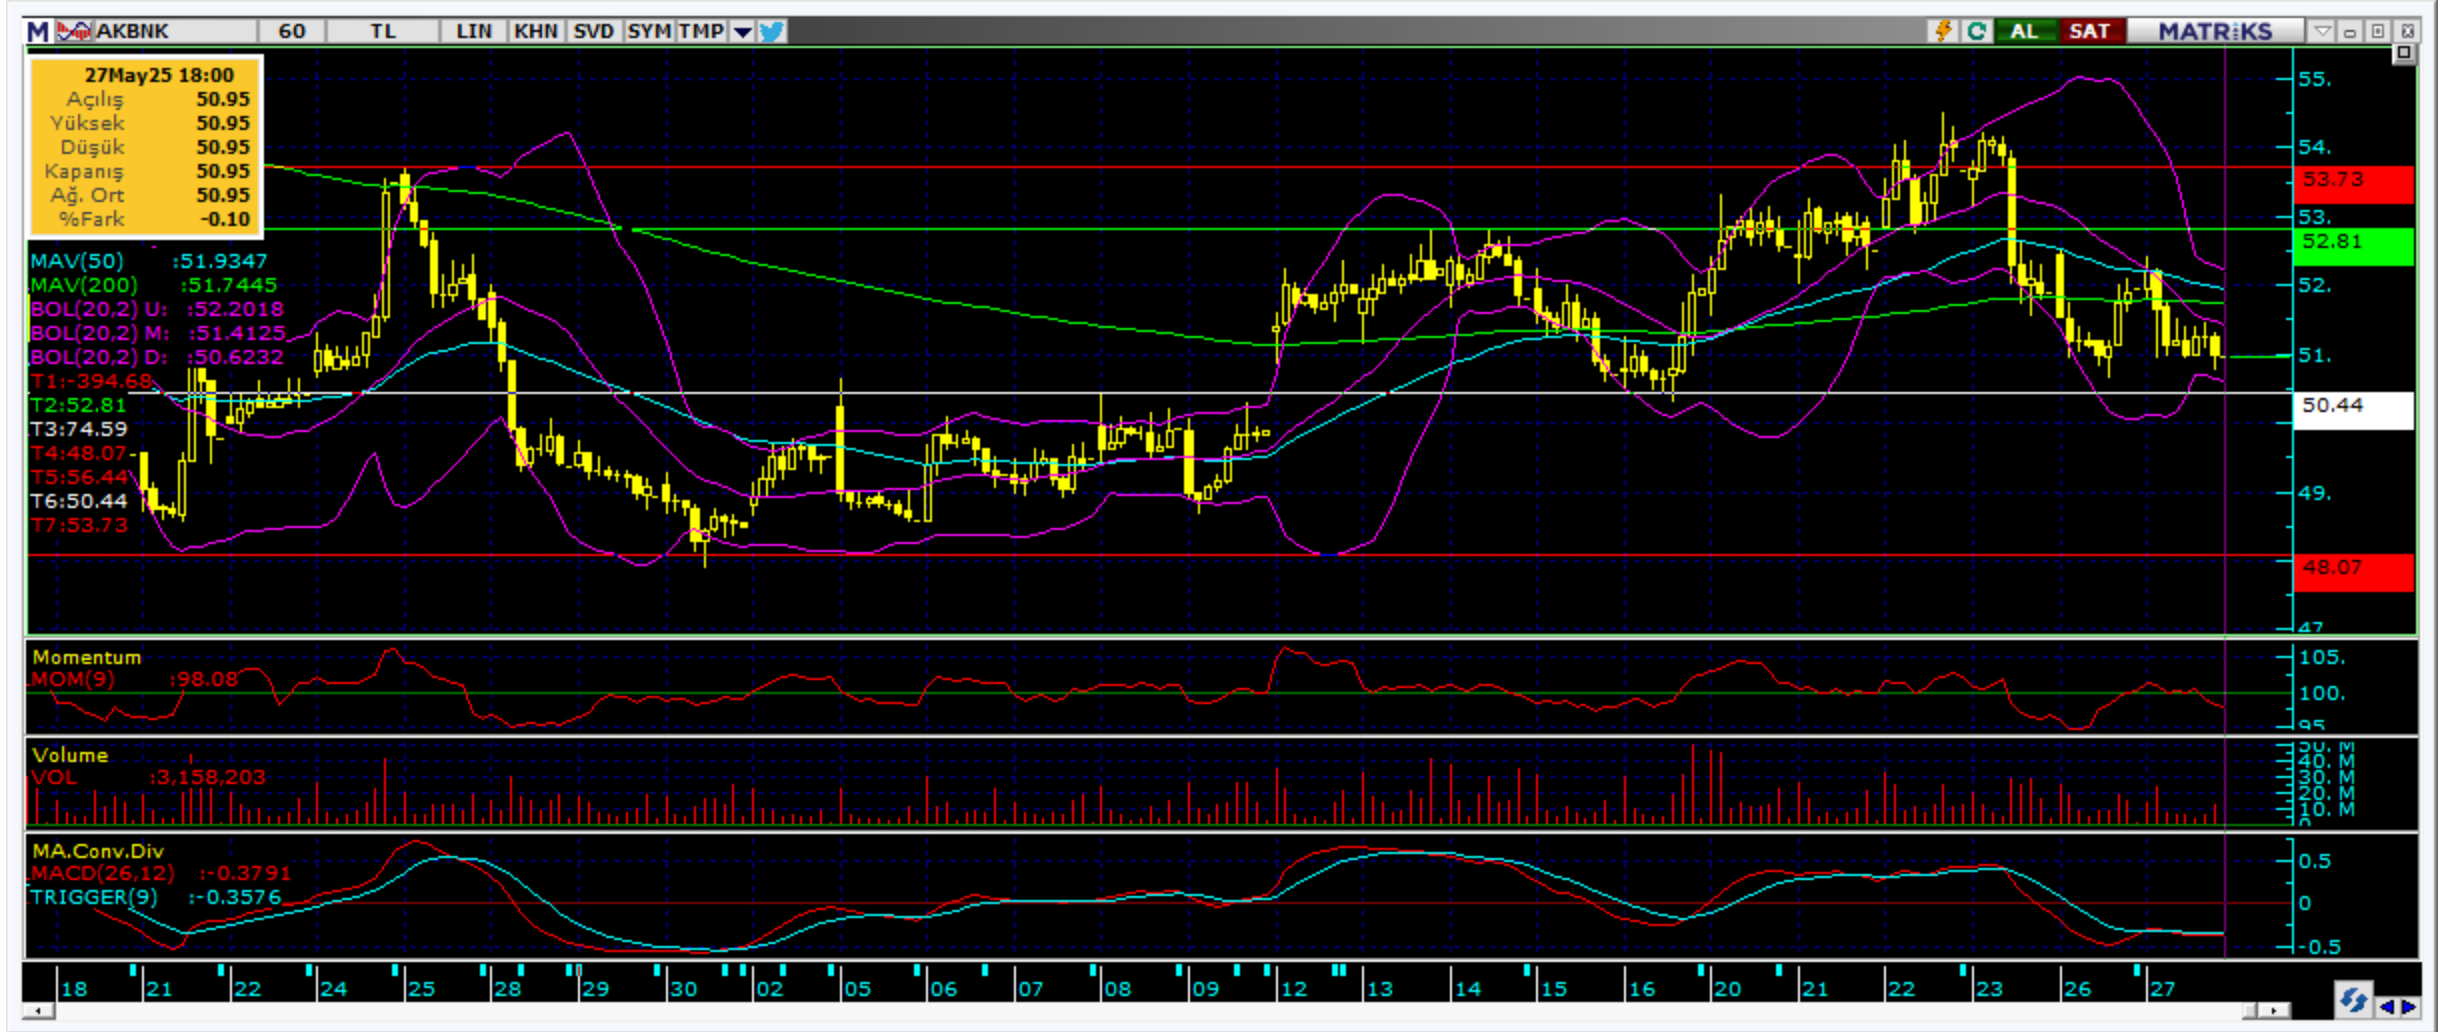 M AKBNK 60 TL LIN KHN SVD SYM TMP AL SAT MATRiKS
27May25 18:00
Açılış 50.95
Yüksek 50.95
Düşük 50.95
Kapanış 50.95
Ağ. Ort 50.95
%Fark -0.10
MAV(50) :51.9347
MAV(200) :51.7445
BOL(20,2) U: :52.2018
BOL(20,2) M: :51.4125
BOL(20,2) D: :50.6232
T1:-394.68
T2:52.81
T3:74.59
T4:48.07
T5:56.44
T6:50.44
T7:53.73
55.
54.
53.73
53.
52.81
52.
51.
50.44
49.
48.07
47
Momentum
MOM(9) :98.08
105.
100.
95
Volume
VOL :3,158,203
50. M
40. M
30. M
20. M
10. M
0
MA.Conv.Div
MACD(26,12) :-0.3791
TRIGGER(9) :-0.3576
0.5
0
-0.5
18 21 22 24 25 28 29 30 02 05 06 07 08 09 12 13 14 15 16 20 21 22 23 26 27